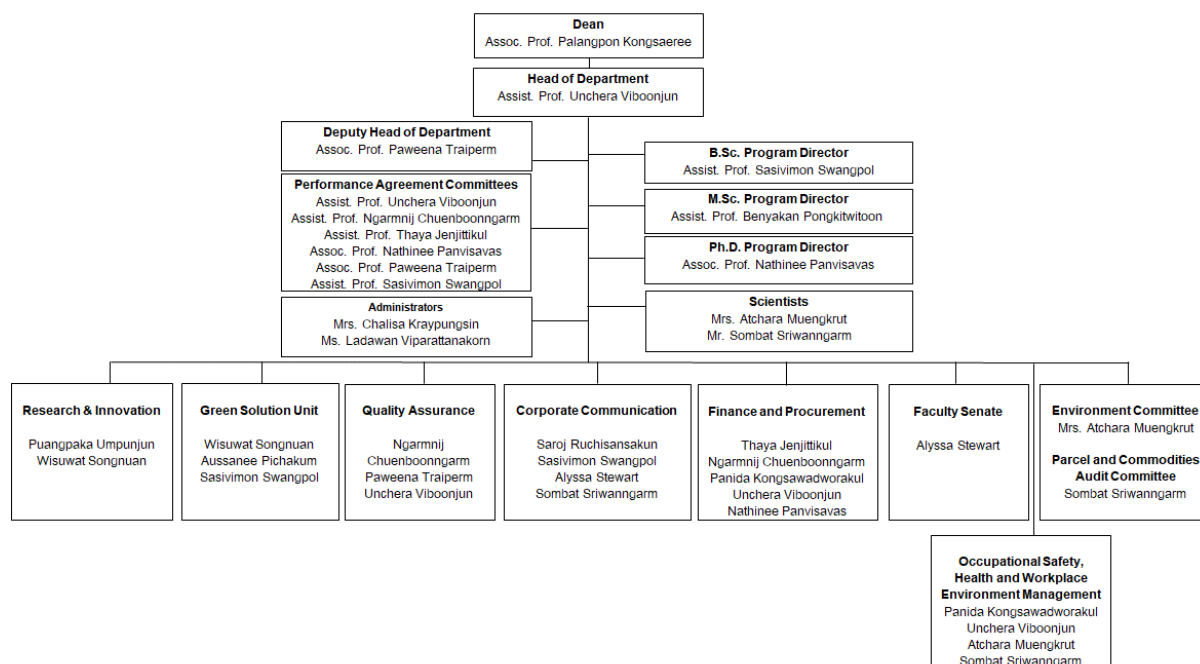 Dean
Assoc. Prof. Palangpon Kongsaeree
Head of Department
Assist. Prof. Unchera Viboonjun
Deputy Head of Department
Assoc. Prof. Paweena Traiperm
B.Sc. Program Director
Assist. Prof. Sasivimon Swangpol
Performance Agreement Committees
Assist. Prof. Unchera Viboonjun
Assist. Prof. Ngarmnij Chuenboonngarm
Assist. Prof. Thaya Jenjittikul
Assoc. Prof. Nathinee Panvisavas
Assoc. Prof. Paweena Traiperm
Assist. Prof. Sasivimon Swangpol
M.Sc. Program Director
Assist. Prof. Benyakan Pongkitwitoon
Ph.D. Program Director
Assoc. Prof. Nathinee Panvisavas
Administrators
Mrs. Chalisa Kraypungsin
Ms. Ladawan Viparattanakorn
Scientists
Mrs. Atchara Muengkrut
Mr. Sombat Sriwanngarm
Research & Innovation
Puangpaka Umpunjun
Wisuwat Songnuan
Green Solution Unit
Wisuwat Songnuan
Aussanee Pichakum
Sasivimon Swangpol
Quality Assurance
Ngarmnij
Chuenboonngarm
Paweena Traiperm
Unchera Viboonjun
Corporate Communication
Saroj Ruchisansakun
Sasivimon Swangpol
Alyssa Stewart
Sombat Sriwanngarm
Finance and Procurement
Thaya Jenjittikul
Ngarmnij Chuenboonngarm
Panida Kongsawadworakul
Unchera Viboonjun
Nathinee Panvisavas
Faculty Senate
Alyssa Stewart
Environment Committee
Mrs. Atchara Muengkrut
Parcel and Commodities
Audit Committee
Sombat Sriwanngarm
Occupational Safety,
Health and Workplace
Environment Management
Panida Kongsawadworakul
Unchera Viboonjun
Atchara Muengkrut
Sombat Sriwanngarm